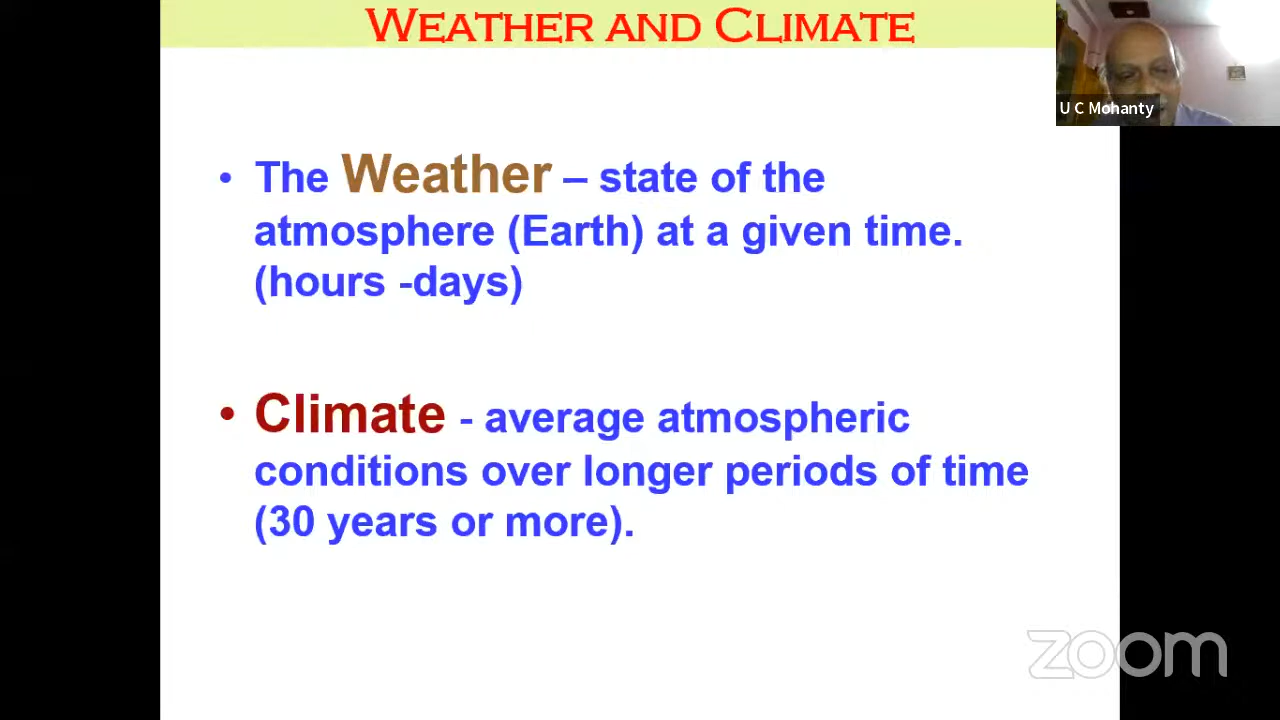 WEATHER AND CLIMATE
U C Mohanty
• The Weather – state of the
atmosphere (Earth) at a given time.
(hours -days)
• Climate - average atmospheric
conditions over longer periods of time
(30 years or more).
zoom